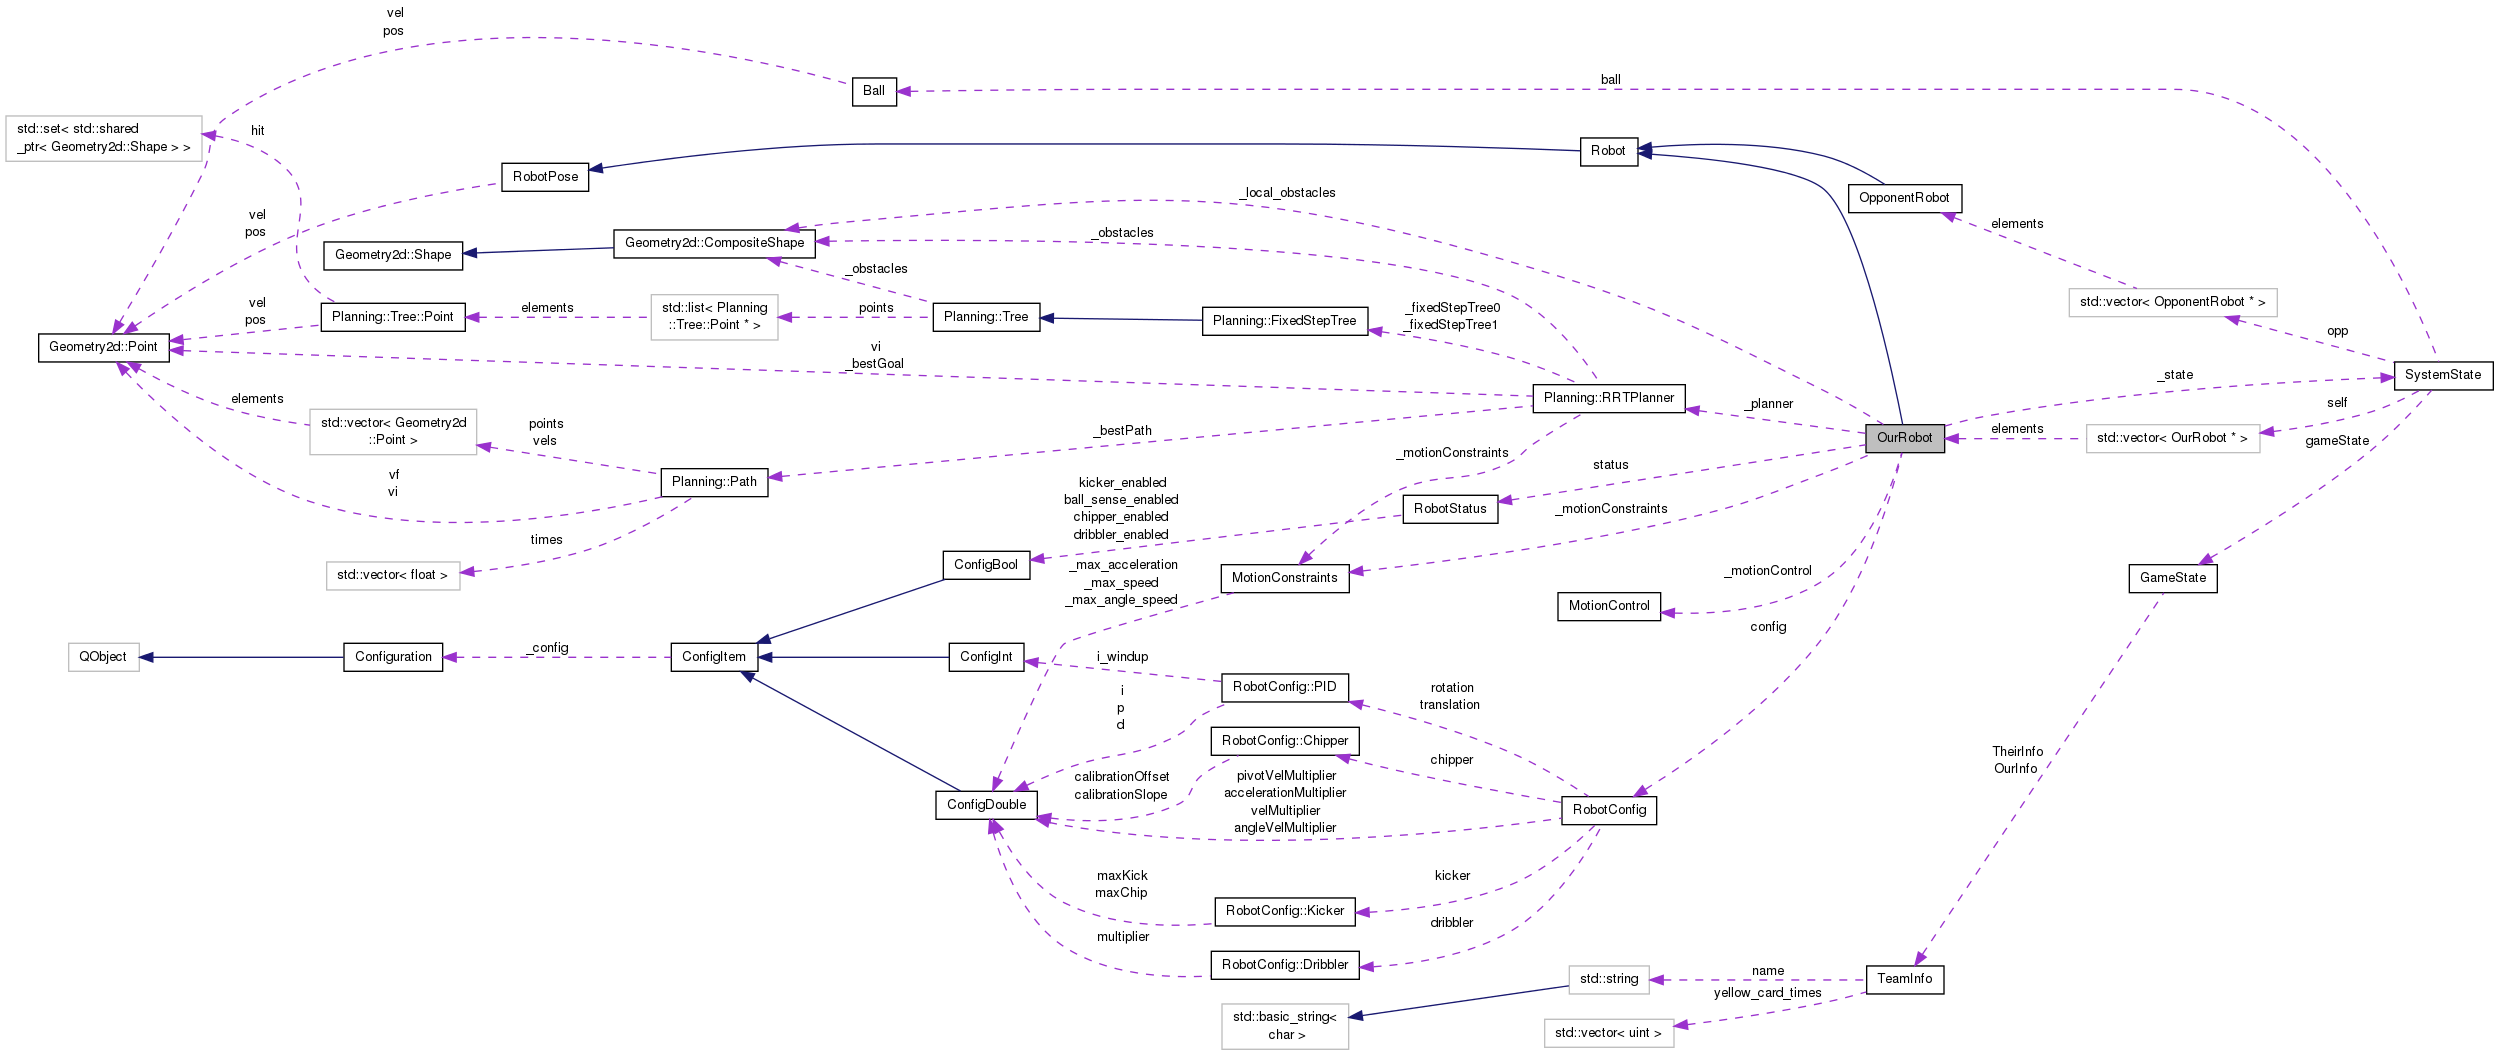 vel
pos
ball
Ball
std::set< std::shared
_ptr< Geometry2d::Shape > >
hit
Robot
RobotPose
OpponentRobot
_local_obstacles
vel
pos
elements
_obstacles
Geometry2d::CompositeShape
Geometry2d::Shape
_obstacles
std::vector< OpponentRobot * >
vel
pos
Planning::Tree::Point
elements
std::list< Planning
::Tree::Point * >
points
Planning::Tree
Planning::FixedStepTree
_fixedStepTree0
_fixedStepTree1
opp
Geometry2d::Point
vi
_bestGoal
SystemState
_state
Planning::RRTPlanner
_planner
self
elements
std::vector< Geometry2d
::Point >
points
vels
_bestPath
OurRobot
elements
std::vector< OurRobot * >
gameState
_motionConstraints
status
vf
vi
Planning::Path
kicker_enabled
ball_sense_enabled
chipper_enabled
dribbler_enabled
RobotStatus
_motionConstraints
times
std::vector< float >
ConfigBool
_max_acceleration
_max_speed
_max_angle_speed
MotionConstraints
_motionControl
GameState
MotionControl
config
QObject
Configuration
_config
ConfigItem
ConfigInt
i_windup
RobotConfig::PID
rotation
translation
i
p
d
RobotConfig::Chipper
chipper
TheirInfo
OurInfo
calibrationOffset
calibrationSlope
pivotVelMultiplier
accelerationMultiplier
velMultiplier
angleVelMultiplier
ConfigDouble
RobotConfig
maxKick
maxChip
kicker
RobotConfig::Kicker
multiplier
dribbler
RobotConfig::Dribbler
std::string
name
TeamInfo
yellow_card_times
std::basic_string<
char >
std::vector< uint >